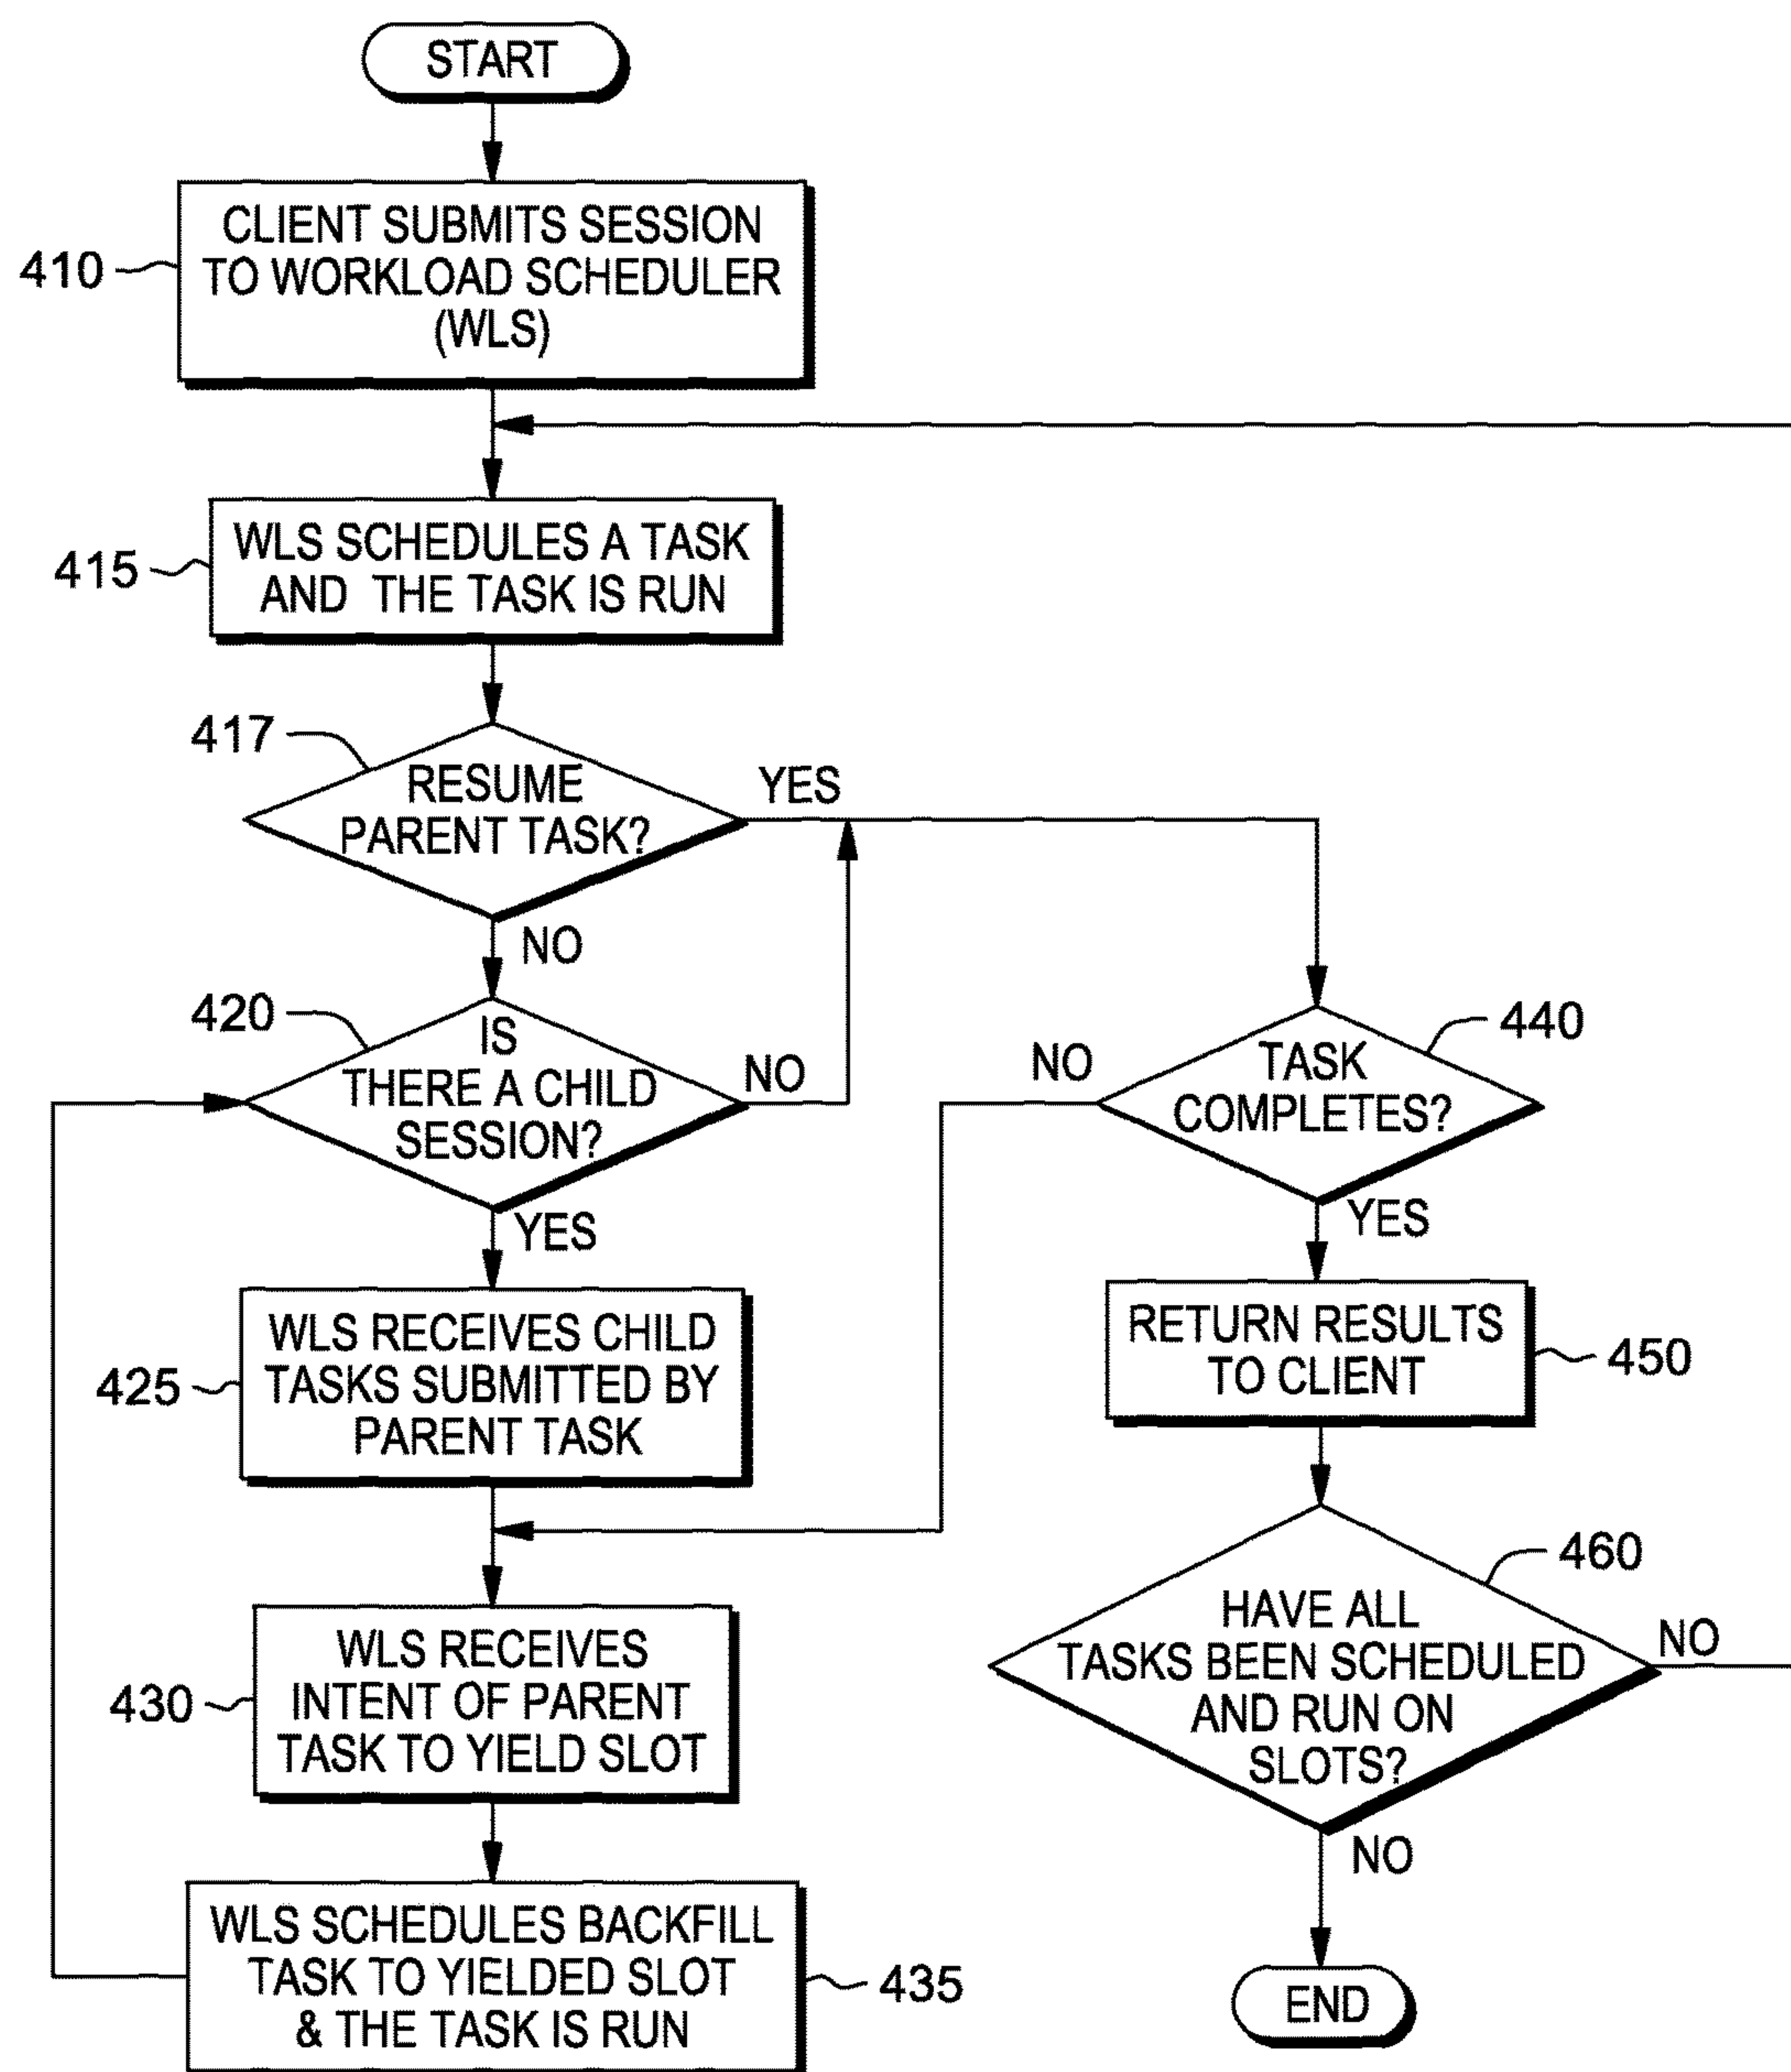 START
410
CLIENT SUBMITS SESSION
TO WORKLOAD SCHEDULER
(WLS)
415
WLS SCHEDULES A TASK
AND THE TASK IS RUN
417
RESUME
PARENT TASK?
YES
NO
420
IS
THERE A CHILD
SESSION?
NO
YES
425
WLS RECEIVES CHILD
TASKS SUBMITTED BY
PARENT TASK
430
WLS RECEIVES
INTENT OF PARENT
TASK TO YIELD SLOT
WLS SCHEDULES BACKFILL
TASK TO YIELDED SLOT
& THE TASK IS RUN
435
440
NO
TASK
COMPLETES?
YES
RETURN RESULTS
TO CLIENT
450
460
HAVE ALL
TASKS BEEN SCHEDULED
AND RUN ON
SLOTS?
NO
NO
END